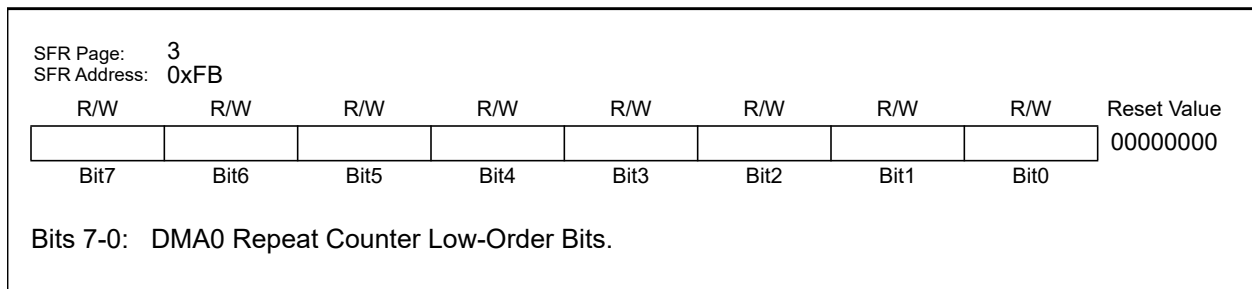 SFR Page: 3
SFR Address: 0xFB
R/W R/W R/W R/W R/W R/W R/W R/W Reset Value
00000000
Bit7 Bit6 Bit5 Bit4 Bit3 Bit2 Bit1 Bit0
Bits 7-0: DMA0 Repeat Counter Low-Order Bits.